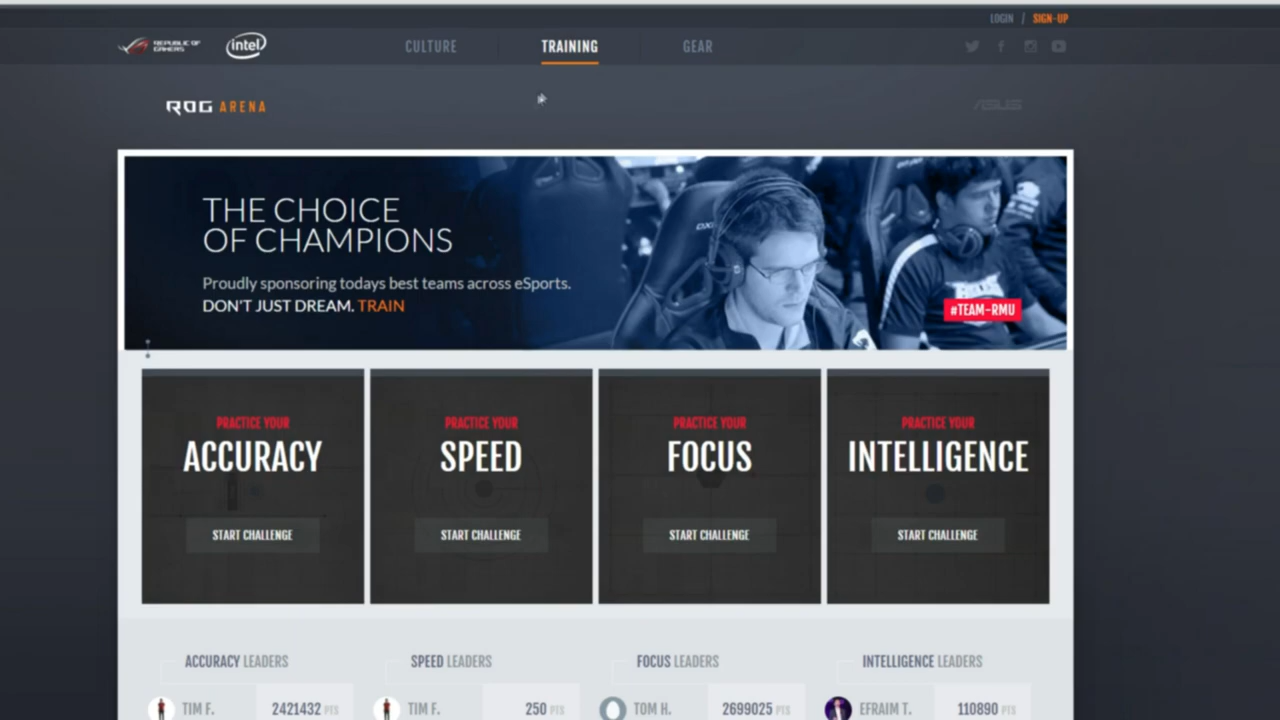 LOGIN / SIGN-UP
REPUBLIC OF
GAMERS
intel
CULTURE
TRAINING
GEAR
ROG ARENA
ASUS
THE CHOICE
OF CHAMPIONS
Proudly sponsoring todays best teams across eSports.
DON'T JUST DREAM. TRAIN
#TEAM-RMU
PRACTICE YOUR
ACCURACY
START CHALLENGE
PRACTICE YOUR
SPEED
START CHALLENGE
PRACTICE YOUR
FOCUS
START CHALLENGE
PRACTICE YOUR
INTELLIGENCE
START CHALLENGE
ACCURACY LEADERS
TIM F. 2421432 PTS
SPEED LEADERS
TIM F. 250 PTS
FOCUS LEADERS
TOM H. 2699025 PTS
INTELLIGENCE LEADERS
EFRAIM T. 110890 PTS